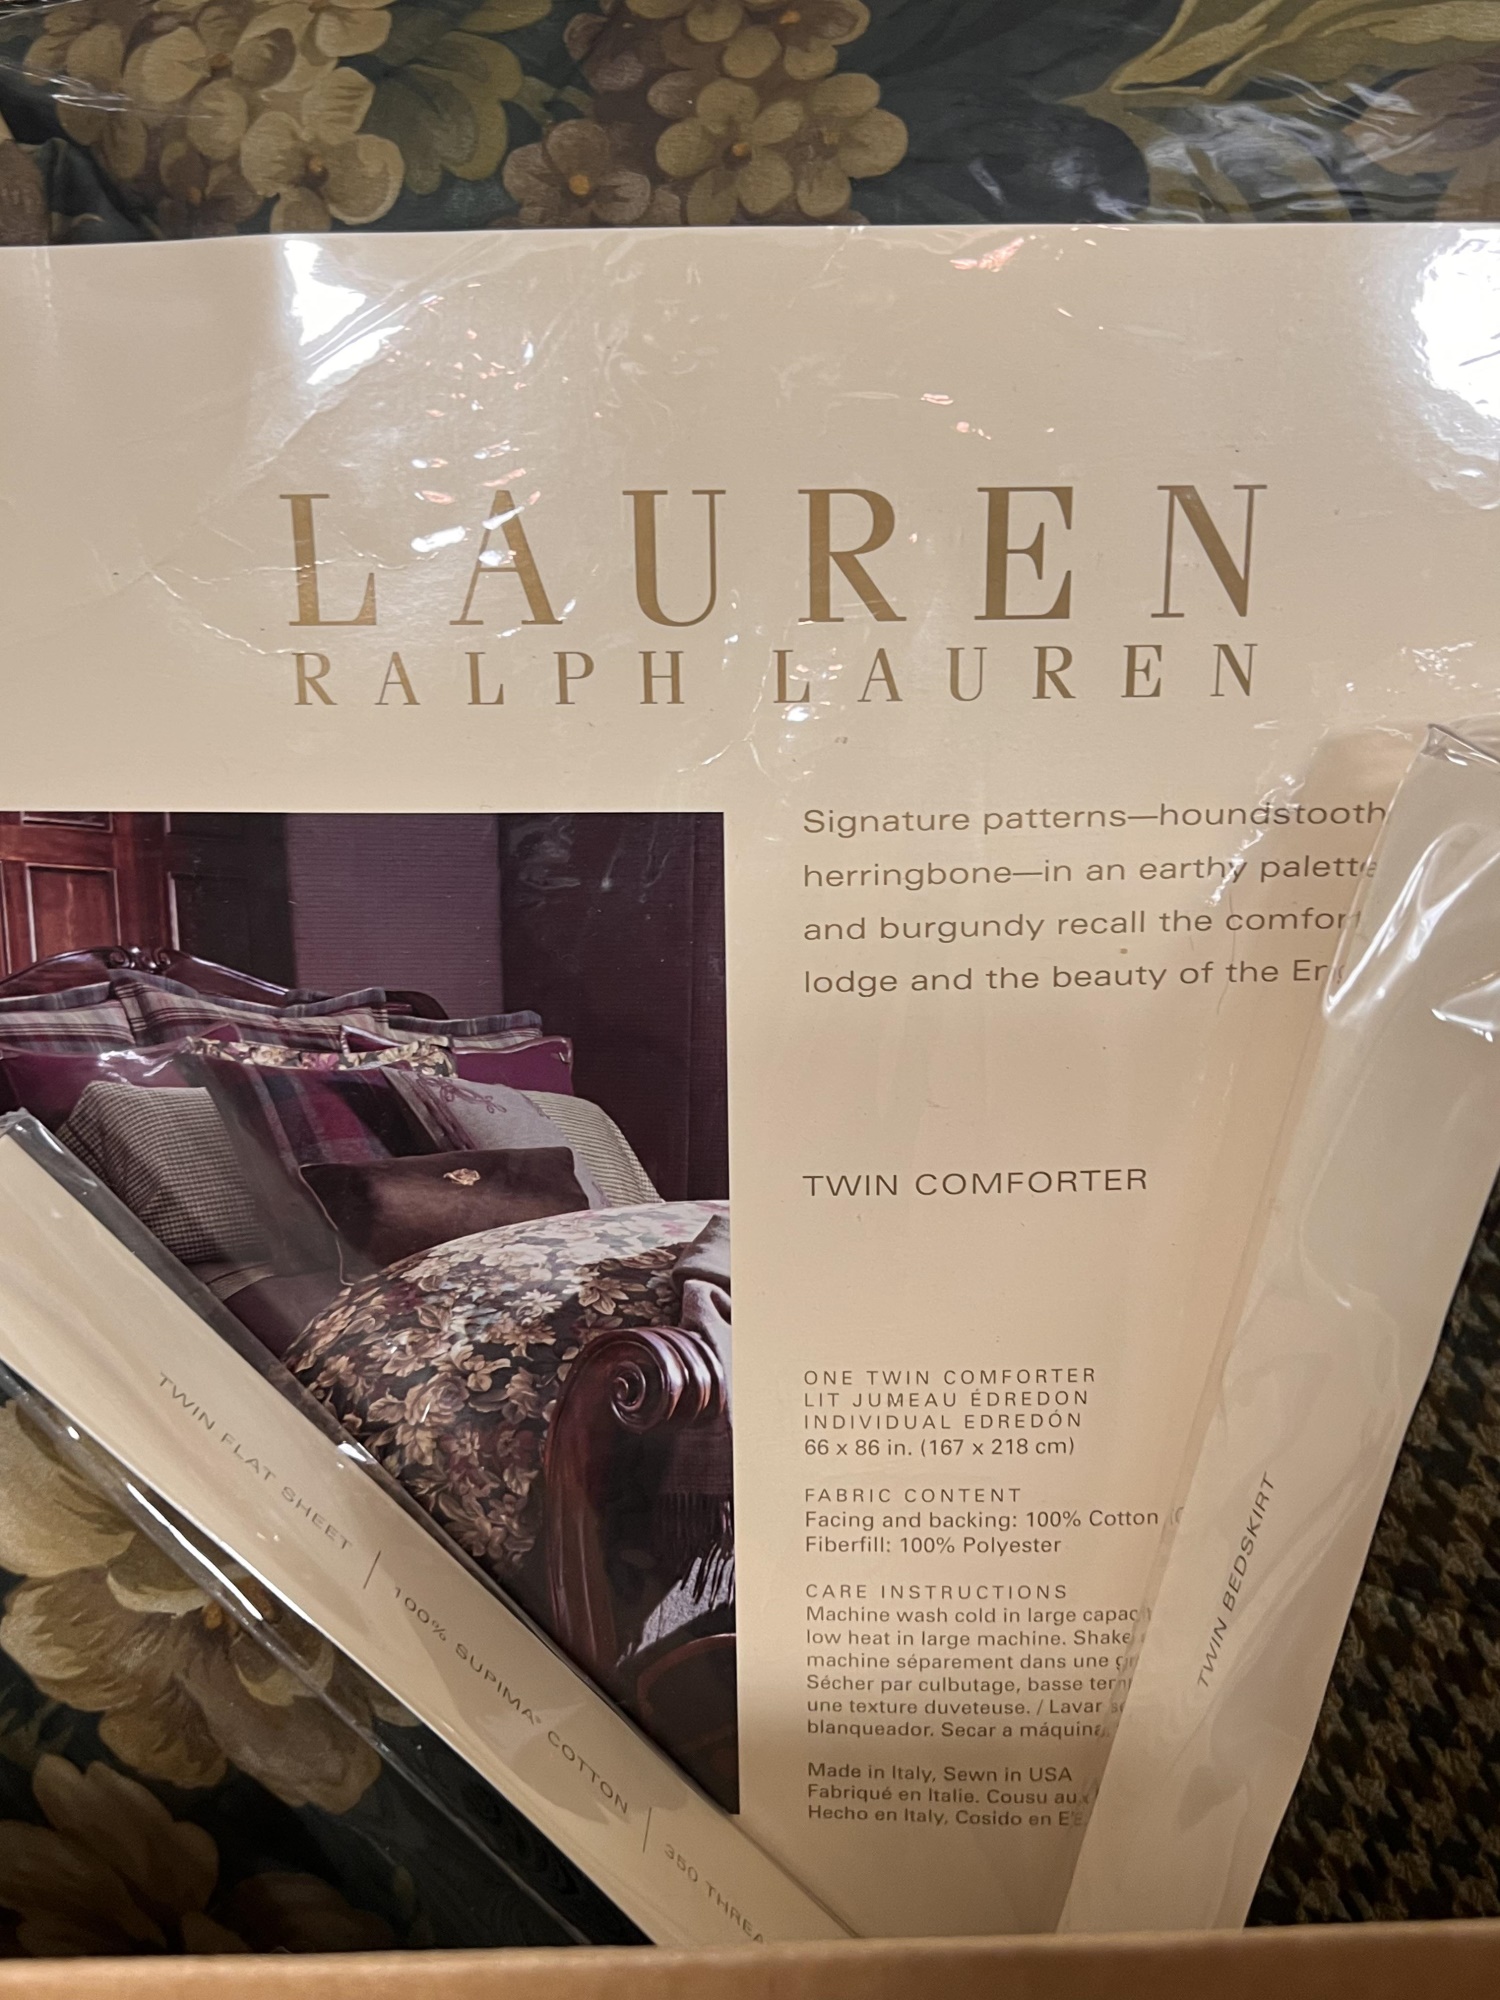 LAUREN
RALPH LAUREN
Signature patterns—houndstooth
herringbone—in an earthy palette
and burgundy recall the comfort
lodge and the beauty of the
TWIN COMFORTER
ONE TWIN COMFORTER
LIT JUMEAU ÉDREDON
INDIVIDUAL EDREDÓN
66 x 86 in. (167 x 218 cm)
FABRIC CONTENT
Facing and backing: 100% Cotton
Fiberfill: 100% Polyester
CARE INSTRUCTIONS
Machine wash cold in large
low heat in large machine. Shake
machine séparement dans une
Sécher par culbutage, basse
une texture duveteuse. / Lavar
blanqueador. Secar a máquina
Made in Italy, Sewn in USA
Fabriqué en Italie. Cousu aux
Hecho en Italy, Cosido en
TWIN FLAT SHEET | 100% SUPIMA® COTTON | 350
TWIN BEDSKIRT